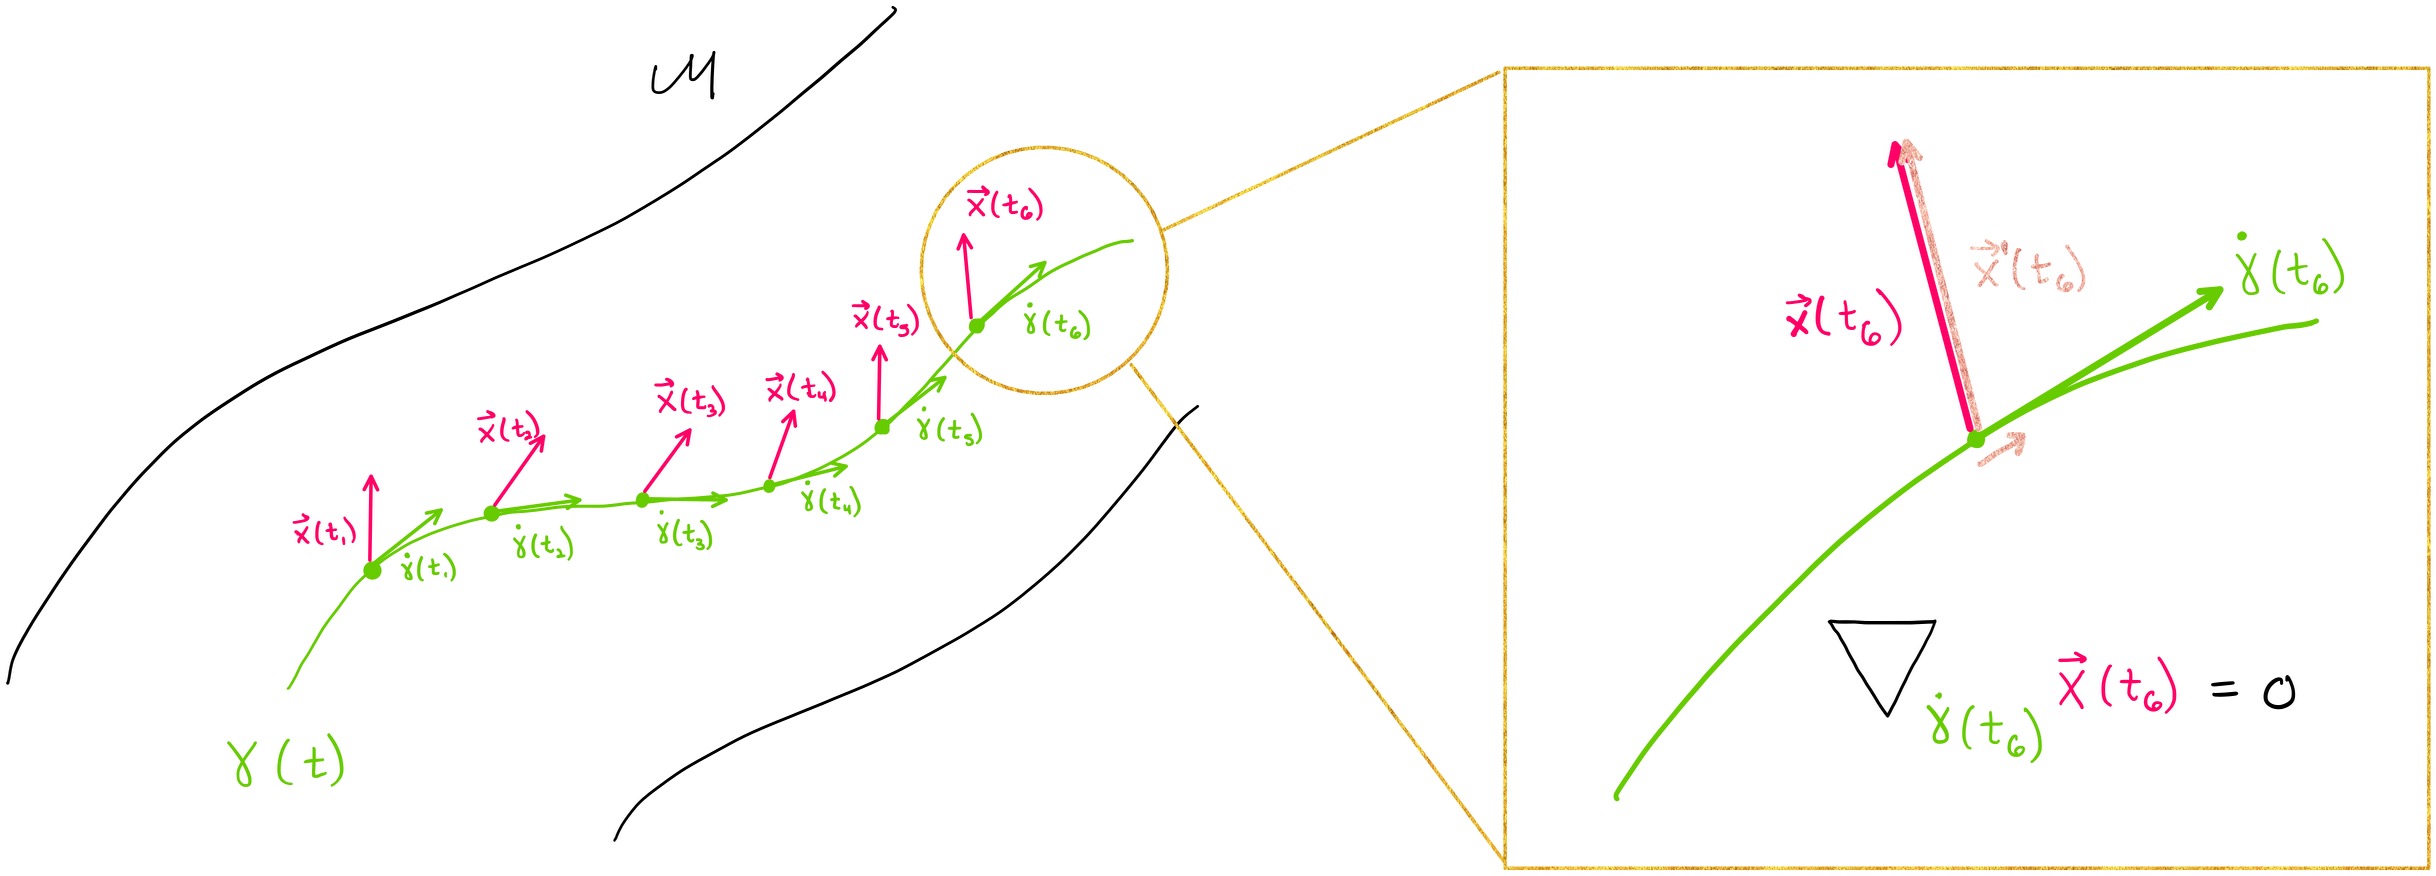 M
x⃗(t₆)
x⃗(t₅)
γ̇(t₆)
x⃗(t₂)
x⃗(t₃)
x⃗(t₄)
γ̇(t₅)
x⃗(t₁)
γ̇(t₁)
γ̇(t₂)
γ̇(t₃)
γ̇(t₄)
γ(t)
x⃗(t₆)
x⃗'(t₆)
γ̇(t₆)
∇γ̇(t₆) x⃗(t₆) = 0